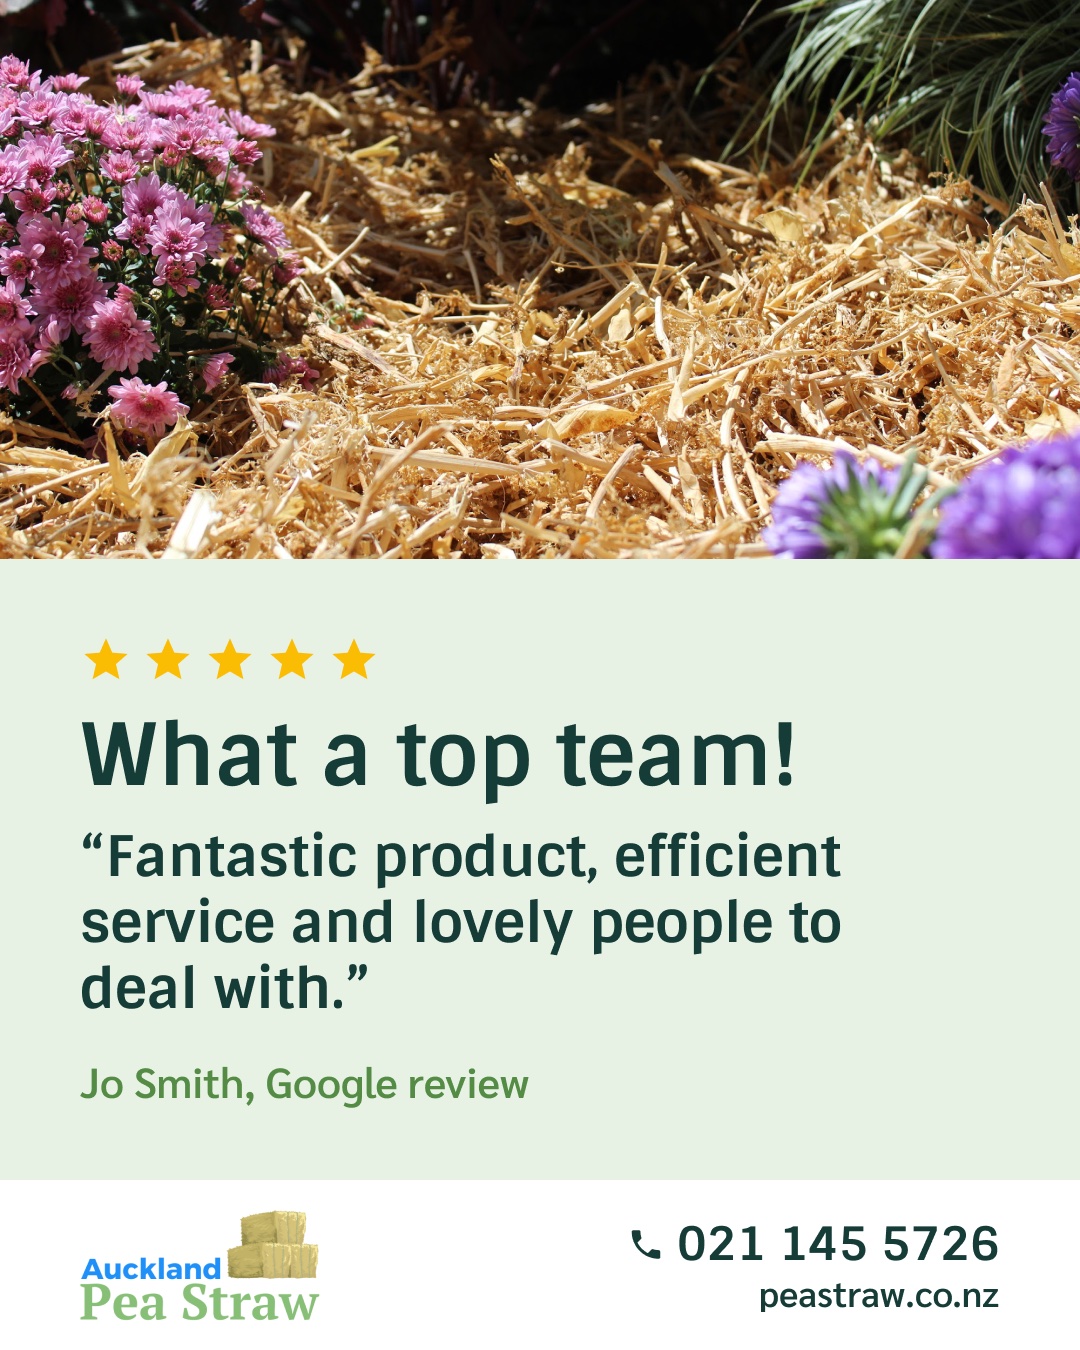 What a top team!
“Fantastic product, efficient
service and lovely people to
deal with.”
Jo Smith, Google review
Auckland
Pea Straw
021 145 5726
peastraw.co.nz